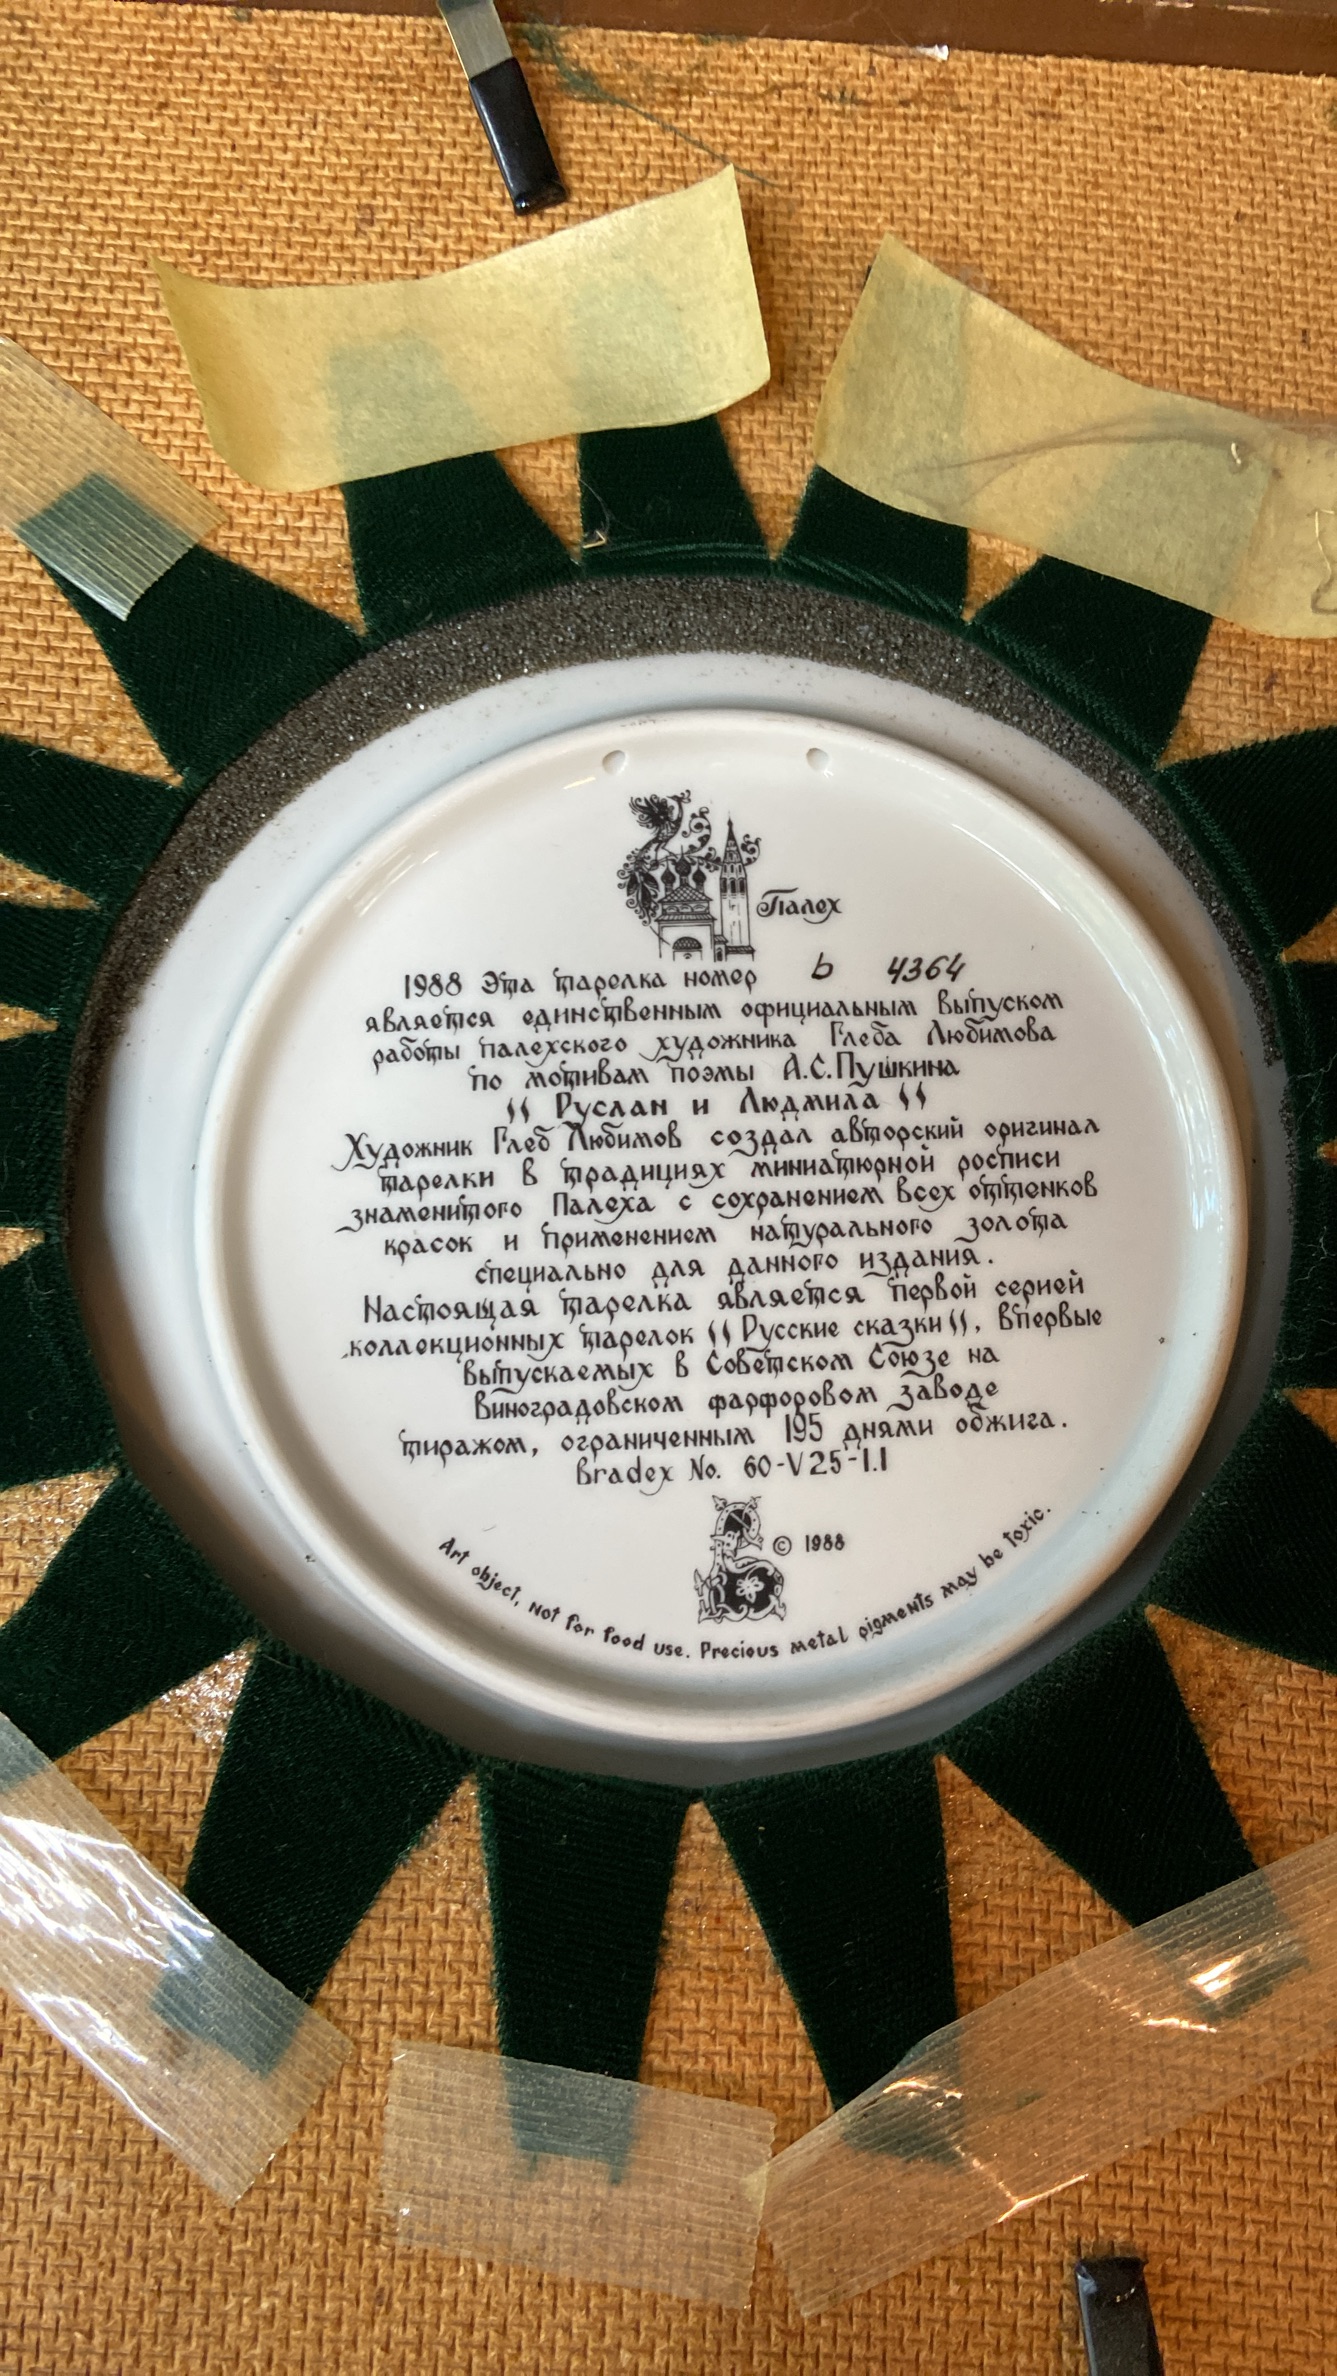 Палех
1988 Эта тарелка номер b 4364
является единственным официальным выпуском
работы палехского художника Глеба Любимова
по мотивам поэмы А.С.Пушкина
"Руслан и Людмила"
Художник Глеб Любимов создал авторский оригинал
тарелки в традициях миниатюрной росписи
знаменитого Палеха с сохранением всех оттенков
красок и применением натурального золота
специально для данного издания.
Настоящая тарелка является первой серией
коллекционных тарелок "Русские сказки", впервые
выпускаемых в Советском Союзе на
Виноградовском фарфоровом заводе
тиражом, ограниченным 195 днями обжига.
Bradex No. 60-V25-1.1
© 1988
Art object, not for food use. Precious metal pigments may be toxic.